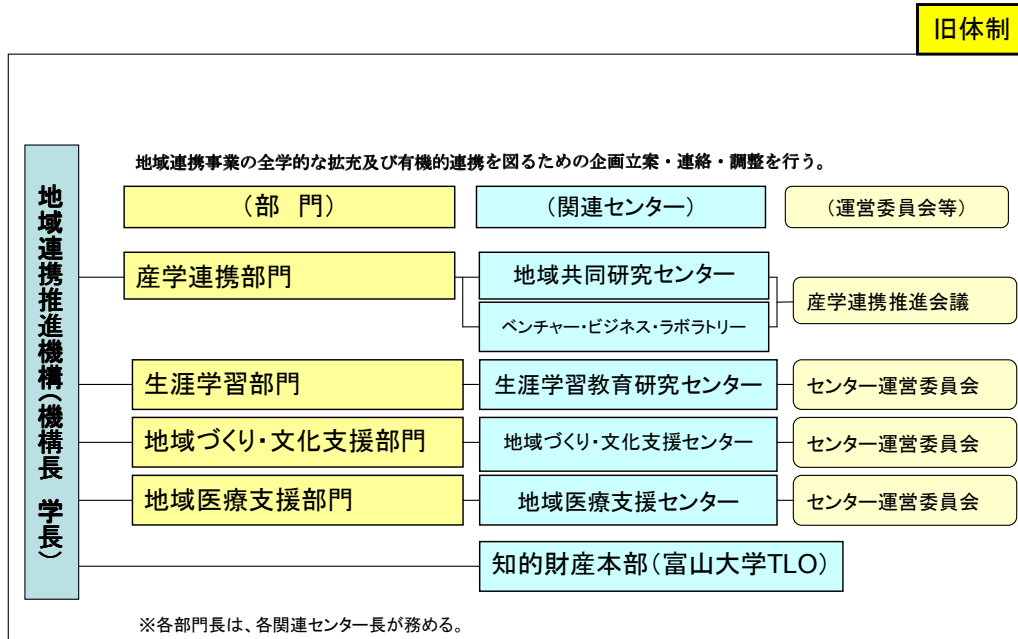 旧体制
地域連携推進機構（機構長　学長）
地域連携事業の全学的な拡充及び有機的連携を図るための企画立案・連絡・調整を行う。
（部　門）
（関連センター）
（運営委員会等）
産学連携部門
地域共同研究センター
ベンチャー・ビジネス・ラボラトリー
産学連携推進会議
生涯学習部門
生涯学習教育研究センター
センター運営委員会
地域づくり・文化支援部門
地域づくり・文化支援センター
センター運営委員会
地域医療支援部門
地域医療支援センター
センター運営委員会
知的財産本部（富山大学TLO）
※各部門長は、各関連センター長が務める。